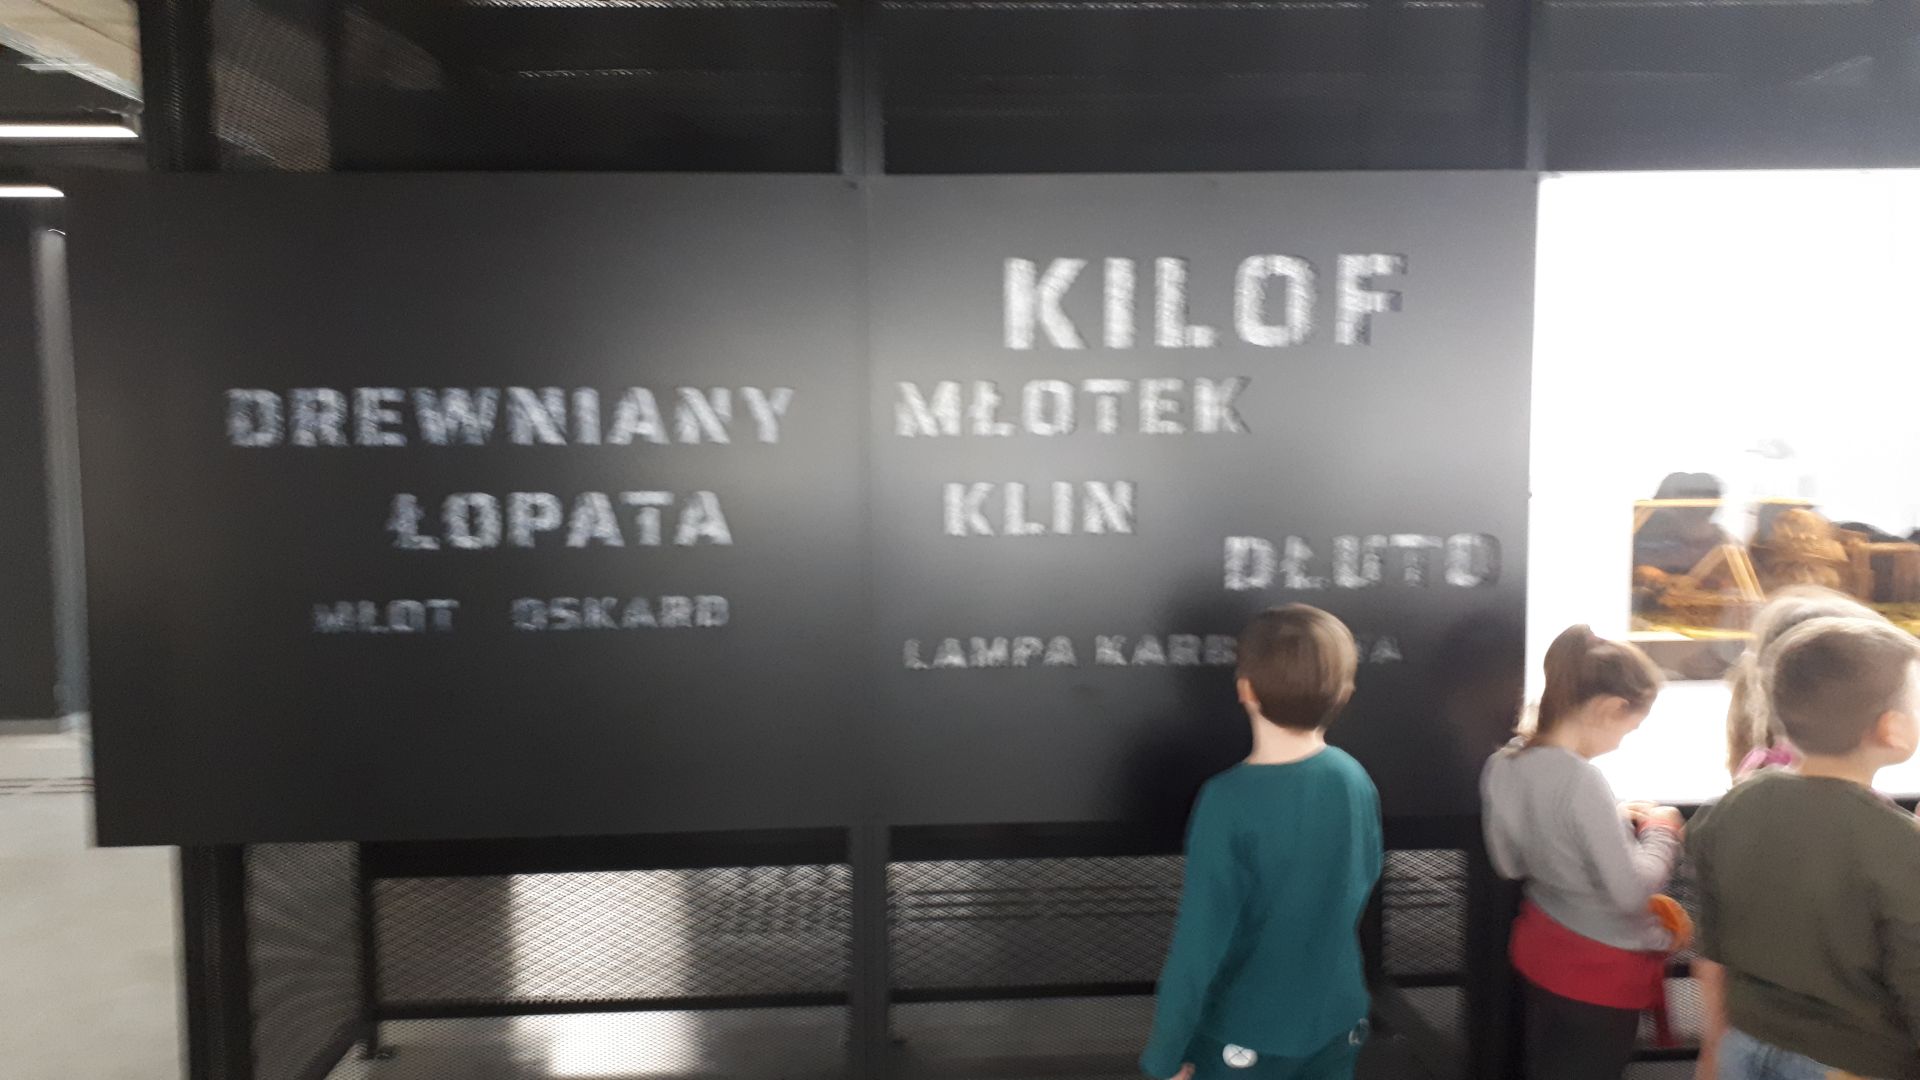 DREWNIANY
ŁOPATA
MŁOT OSKARD
KILOF
MŁOTEK
KLIN
DŁUTO
LAMPA